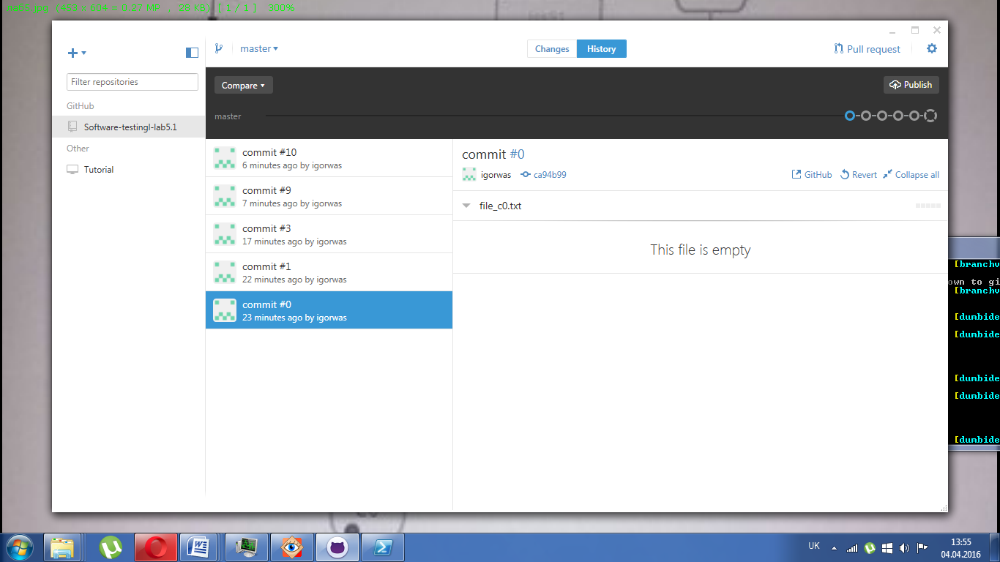 master
Changes
History
Pull request
Filter repositories
GitHub
Software-testingl-lab5.1
Other
Tutorial
Compare
Publish
master
commit #10
6 minutes ago by igorwas
commit #9
7 minutes ago by igorwas
commit #3
17 minutes ago by igorwas
commit #1
22 minutes ago by igorwas
commit #0
23 minutes ago by igorwas
commit #0
igorwas
ca94b99
GitHub
Revert
Collapse all
file_c0.txt
This file is empty
[branchv
own to gi
[branchv
[dumbide
[dumbide
[dumbide
[dumbide
[dumbide
UK
13:55
04.04.2016